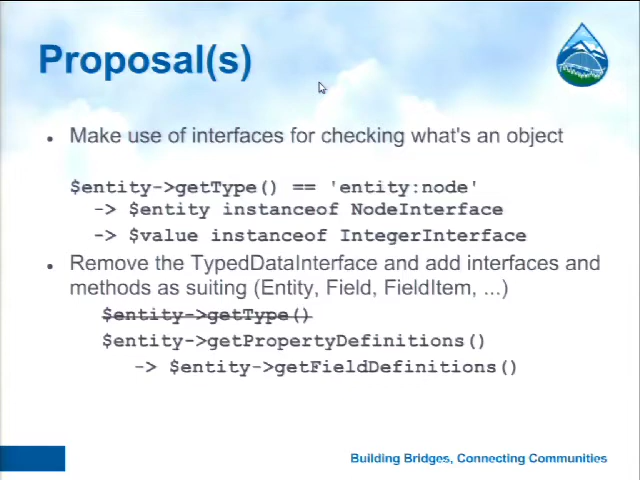 Proposal(s)
• Make use of interfaces for checking what's an object
$entity->getType() == 'entity:node'
-> $entity instanceof NodeInterface
-> $value instanceof IntegerInterface
• Remove the TypedDataInterface and add interfaces and
methods as suiting (Entity, Field, FieldItem, ...)
$entity->getType()
$entity->getPropertyDefinitions()
-> $entity->getFieldDefinitions()
Building Bridges, Connecting Communities